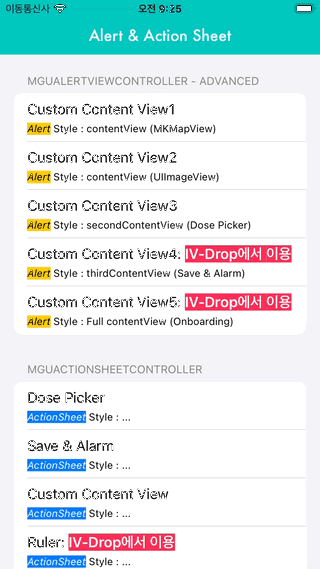 이동통신사 오전 9:25
Alert & Action Sheet
MGUALERTVIEWCONTROLLER - ADVANCED
Custom Content View1
Alert Style : contentView (MKMapView)
Custom Content View2
Alert Style : contentView (UIImageView)
Custom Content View3
Alert Style : secondContentView (Dose Picker)
Custom Content View4: IV-Drop에서 이용
Alert Style : thirdContentView (Save & Alarm)
Custom Content View5: IV-Drop에서 이용
Alert Style : Full contentView (Onboarding)
MGUACTIONSHEETCONTROLLER
Dose Picker
ActionSheet Style : ...
Save & Alarm
ActionSheet Style : ...
Custom Content View
ActionSheet Style : ...
Ruler: IV-Drop에서 이용
ActionSheet Style : ...